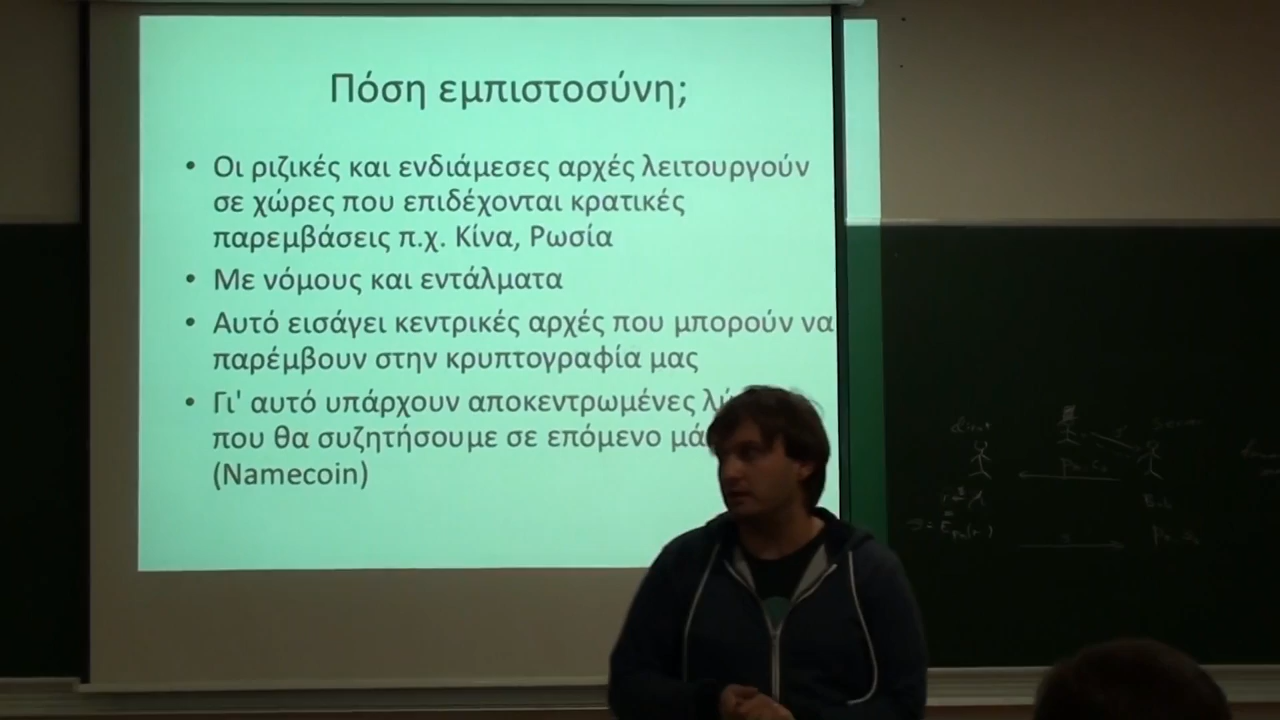 Πόση εμπιστοσύνη;
• Οι ριζικές και ενδιάμεσες αρχές λειτουργούν
σε χώρες που επιδέχονται κρατικές
παρεμβάσεις π.χ. Κίνα, Ρωσία
• Με νόμους και εντάλματα
• Αυτό εισάγει κεντρικές αρχές που μπορούν να
παρέμβουν στην κρυπτογραφία μας
• Γι' αυτό υπάρχουν αποκεντρωμένες
που θα συζητήσουμε σε επόμενο
(Namecoin)
client